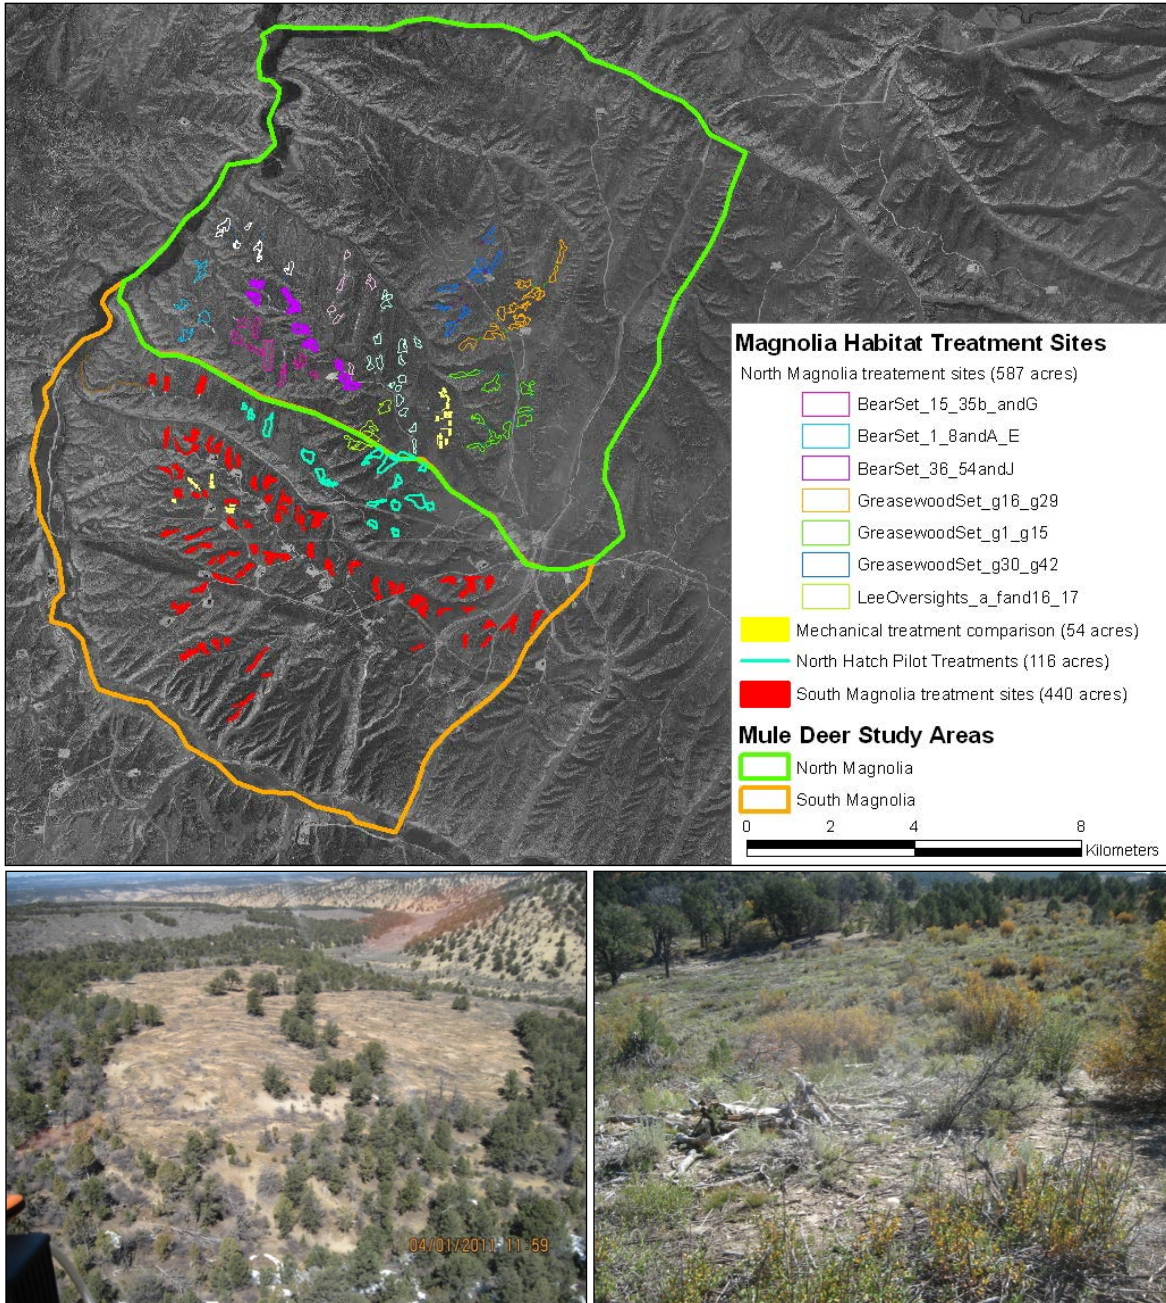 Magnolia Habitat Treatment Sites
North Magnolia treatement sites (587 acres)
BearSet_15_35b_andG
BearSet_1_8andA_E
BearSet_36_54andJ
GreasewoodSet_g16_g29
GreasewoodSet_g1_g15
GreasewoodSet_g30_g42
LeeOversights_a_fand16_17
Mechanical treatment comparison (54 acres)
North Hatch Pilot Treatments (116 acres)
South Magnolia treatment sites (440 acres)
Mule Deer Study Areas
North Magnolia
South Magnolia
0 2 4 8
Kilometers
04/01/2011 11:59